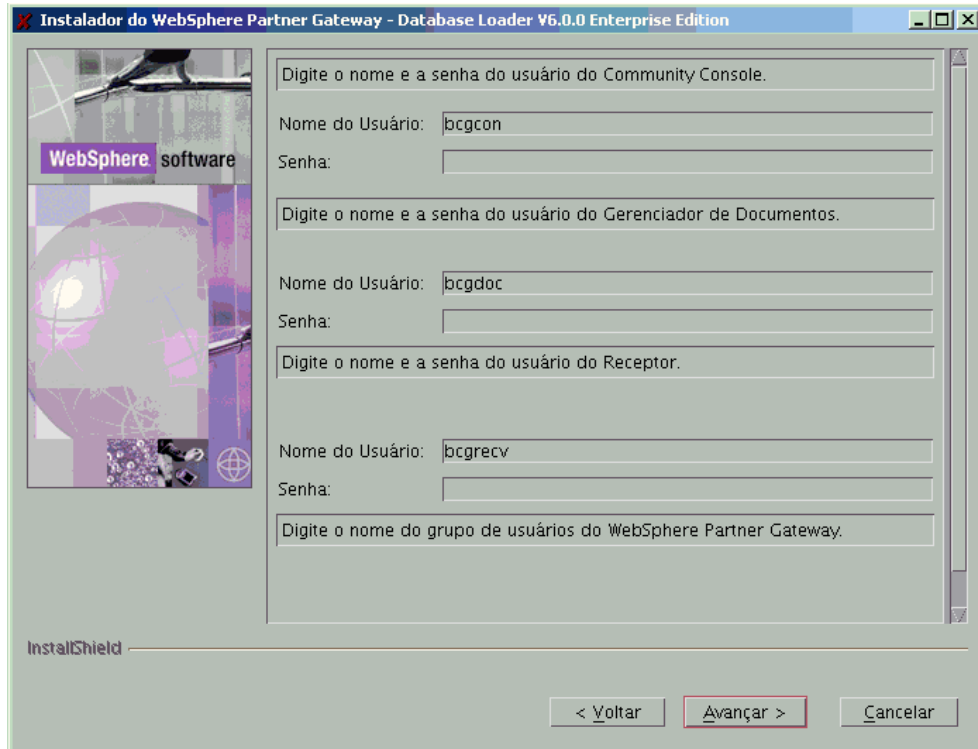 Instalador do WebSphere Partner Gateway - Database Loader V6.0.0 Enterprise Edition
WebSphere. software
Digite o nome e a senha do usuário do Community Console.
Nome do Usuário: bcgcon
Senha:
Digite o nome e a senha do usuário do Gerenciador de Documentos.
Nome do Usuário: bcgdoc
Senha:
Digite o nome e a senha do usuário do Receptor.
Nome do Usuário: bcgrecv
Senha:
Digite o nome do grupo de usuários do WebSphere Partner Gateway.
InstallShield
< Voltar Avançar > Cancelar